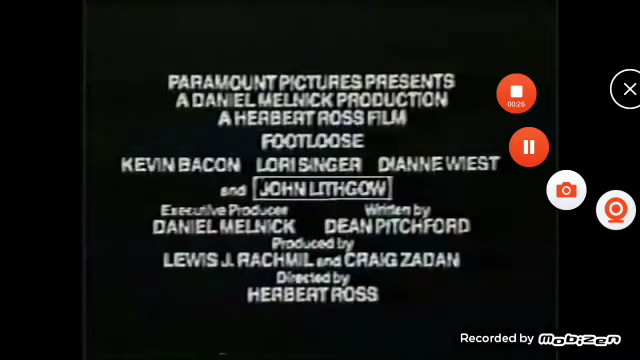 PARAMOUNT PICTURES PRESENTS
A DANIEL MELNICK PRODUCTION
A HERBERT ROSS FILM
FOOTLOOSE
KEVIN BACON LORI SINGER DIANNE WIEST
and JOHN LITHGOW
Executive Producer Written by
DANIEL MELNICK DEAN PITCHFORD
Produced by
LEWIS J. RACHMIL and CRAIG ZADAN
Directed by
HERBERT ROSS
00:26
Recorded by mobizen